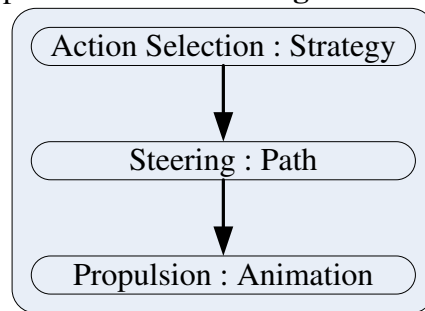 Action Selection : Strategy
Steering : Path
Propulsion : Animation